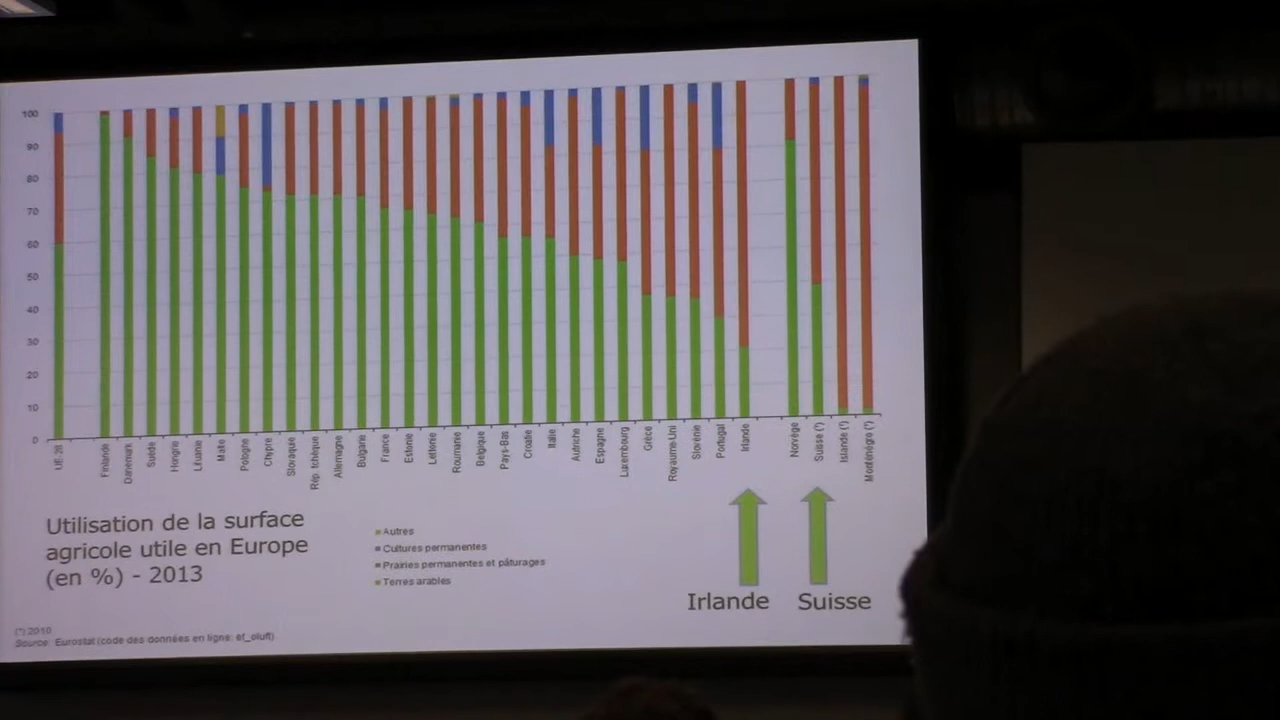 100
90
80
70
60
50
40
30
20
10
0
UE-28
Finlande
Danemark
Suède
Hongrie
Lituanie
Malte
Pologne
Chypre
Slovaquie
Rép. tchèque
Allemagne
Bulgarie
France
Estonie
Lettonie
Roumanie
Belgique
Pays-Bas
Croatie
Italie
Autriche
Espagne
Luxembourg
Grèce
Royaume-Uni
Slovénie
Portugal
Irlande
Norvège
Suisse (*)
Islande (*)
Monténégro (*)
Utilisation de la surface
agricole utile en Europe
(en %) - 2013
Autres
Cultures permanentes
Prairies permanentes et pâturages
Terres arables
Irlande
Suisse
(*) 2010
Source: Eurostat (code des données en ligne: ef_oluft)